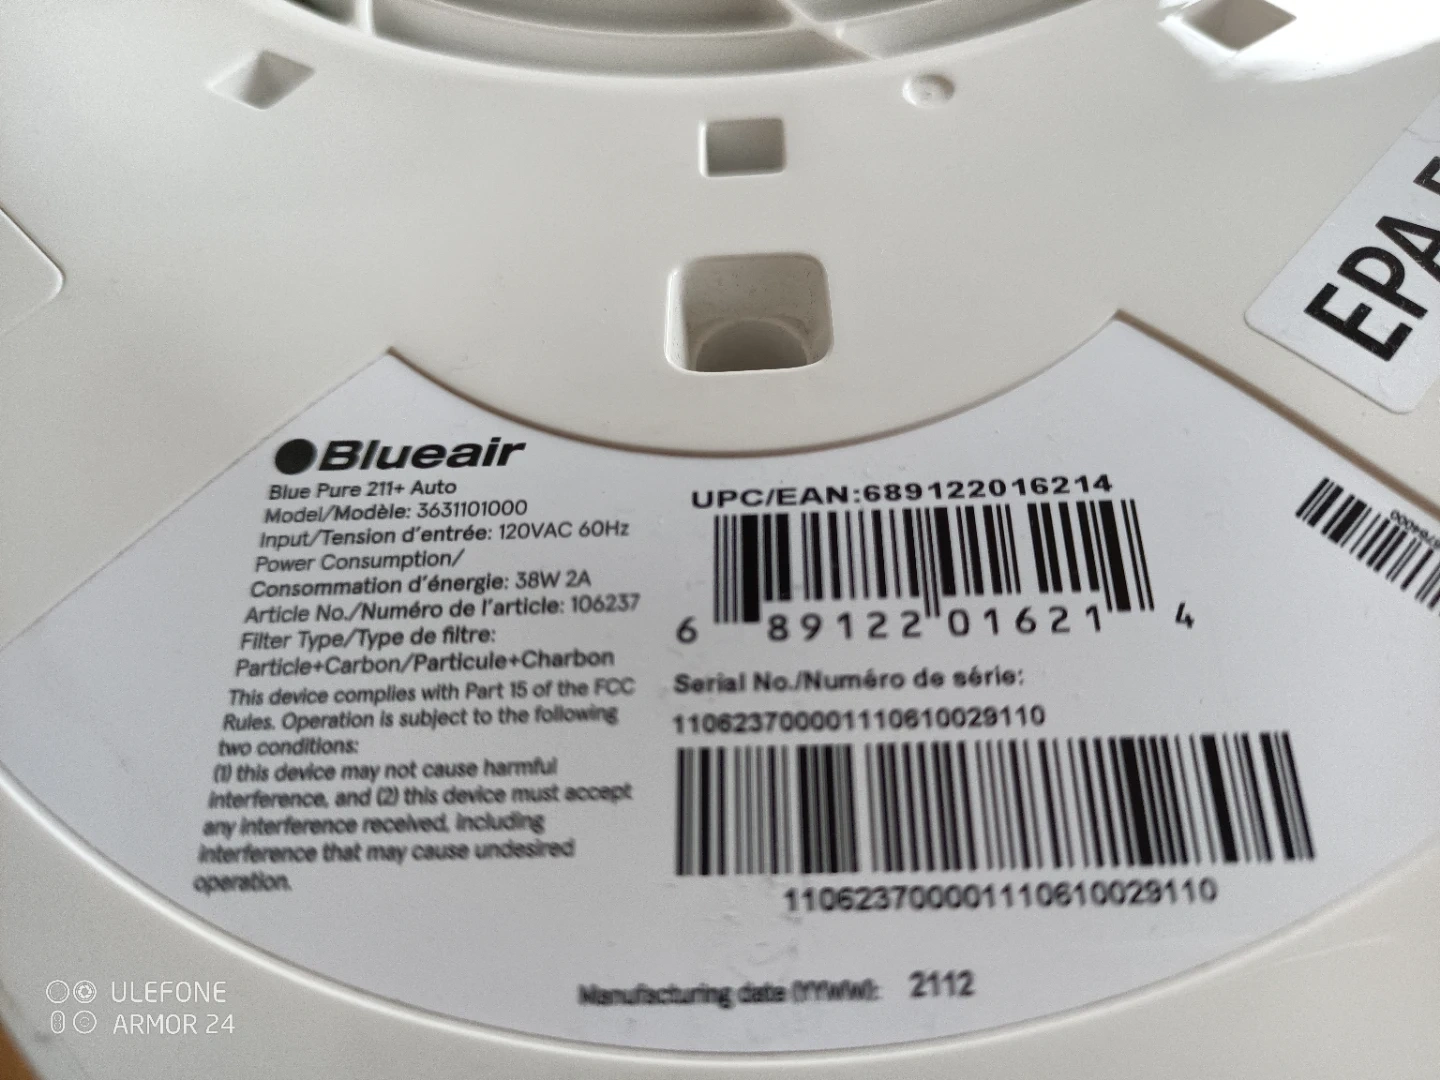 EPA
Blueair
Blue Pure 211+ Auto
Model/Modèle: 3631101000
Input/Tension d'entrée: 120VAC 60Hz
Power Consumption/
Consommation d'énergie: 38W 2A
Article No./Numéro de l'article: 106237
Filter Type/Type de filtre:
Particle+Carbon/Particule+Charbon
This device complies with Part 15 of the FCC
Rules. Operation is subject to the following
two conditions:
(1) this device may not cause harmful
interference, and (2) this device must accept
any interference received, including
interference that may cause undesired
operation.
UPC/EAN:689122016214
6 89122 01621 4
Serial No./Numéro de série:
110623700001110610029110
110623700001110610029110
Manufacturing date (YYWW): 2112
ULEFONE
ARMOR 24